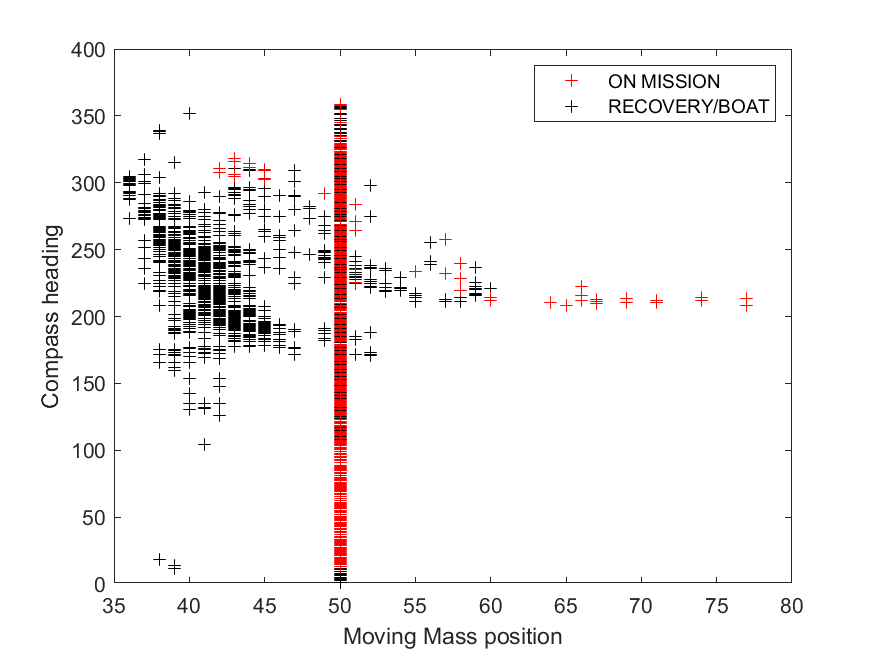 400
350
300
250
200
150
100
50
0
Compass heading
ON MISSION
RECOVERY/BOAT
35 40 45 50 55 60 65 70 75 80
Moving Mass position